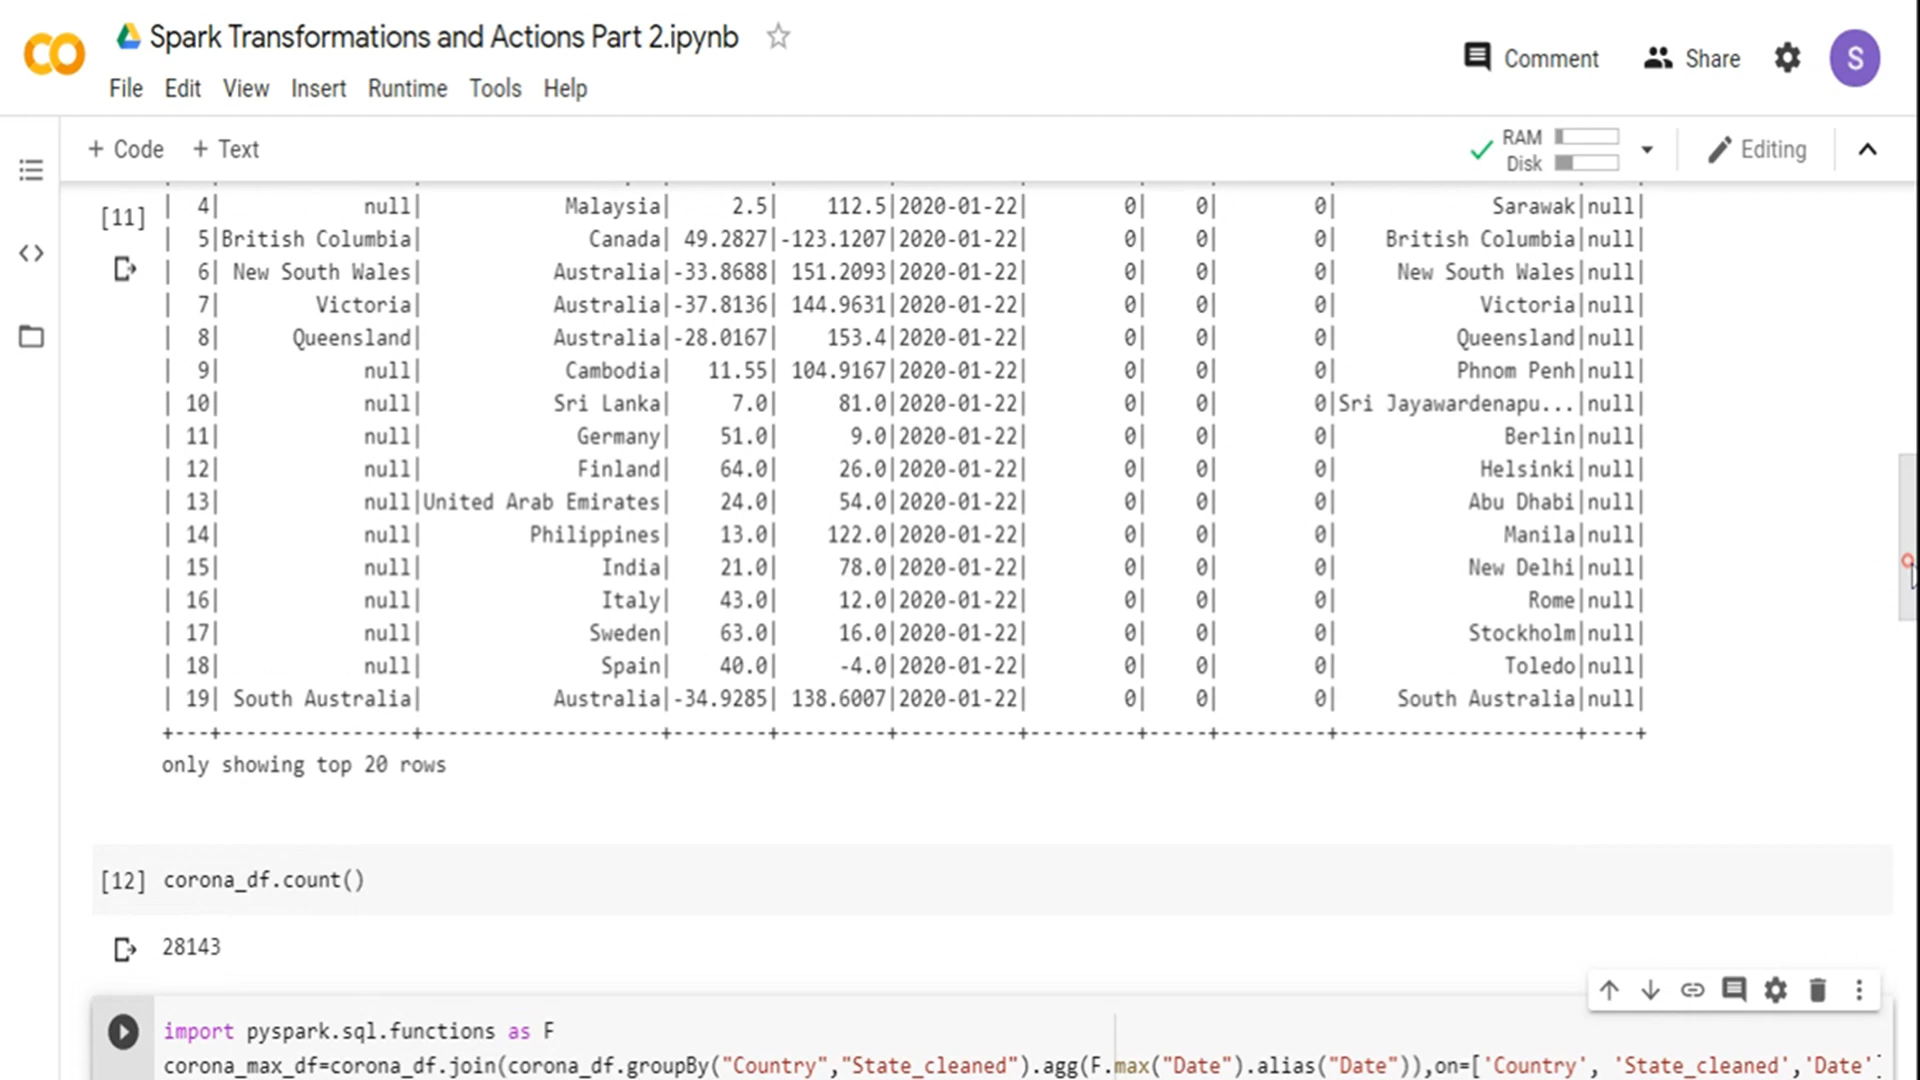 Spark Transformations and Actions Part 2.ipynb
Comment Share S
File Edit View Insert Runtime Tools Help
+ Code + Text
RAM
Disk
Editing
[11]
| 4| null| Malaysia| 2.5| 112.5|2020-01-22| 0| 0| 0| Sarawak|null|
| 5|British Columbia| Canada| 49.2827|-123.1207|2020-01-22| 0| 0| 0| British Columbia|null|
| 6| New South Wales| Australia|-33.8688| 151.2093|2020-01-22| 0| 0| 0| New South Wales|null|
| 7| Victoria| Australia|-37.8136| 144.9631|2020-01-22| 0| 0| 0| Victoria|null|
| 8| Queensland| Australia|-28.0167| 153.4|2020-01-22| 0| 0| 0| Queensland|null|
| 9| null| Cambodia| 11.55| 104.9167|2020-01-22| 0| 0| 0| Phnom Penh|null|
| 10| null| Sri Lanka| 7.0| 81.0|2020-01-22| 0| 0| 0|Sri Jayawardenapu...|null|
| 11| null| Germany| 51.0| 9.0|2020-01-22| 0| 0| 0| Berlin|null|
| 12| null| Finland| 64.0| 26.0|2020-01-22| 0| 0| 0| Helsinki|null|
| 13| null|United Arab Emirates| 24.0| 54.0|2020-01-22| 0| 0| 0| Abu Dhabi|null|
| 14| null| Philippines| 13.0| 122.0|2020-01-22| 0| 0| 0| Manila|null|
| 15| null| India| 21.0| 78.0|2020-01-22| 0| 0| 0| New Delhi|null|
| 16| null| Italy| 43.0| 12.0|2020-01-22| 0| 0| 0| Rome|null|
| 17| null| Sweden| 63.0| 16.0|2020-01-22| 0| 0| 0| Stockholm|null|
| 18| null| Spain| 40.0| -4.0|2020-01-22| 0| 0| 0| Toledo|null|
| 19| South Australia| Australia|-34.9285| 138.6007|2020-01-22| 0| 0| 0| South Australia|null|
+---+----------------+--------------------+--------+---------+----------+---------+-----+---------+--------------------+----+
only showing top 20 rows
[12] corona_df.count()
28143
import pyspark.sql.functions as F
corona_max_df=corona_df.join(corona_df.groupBy("Country","State_cleaned").agg(F.max("Date").alias("Date")),on=['Country', 'State_cleaned','Date'